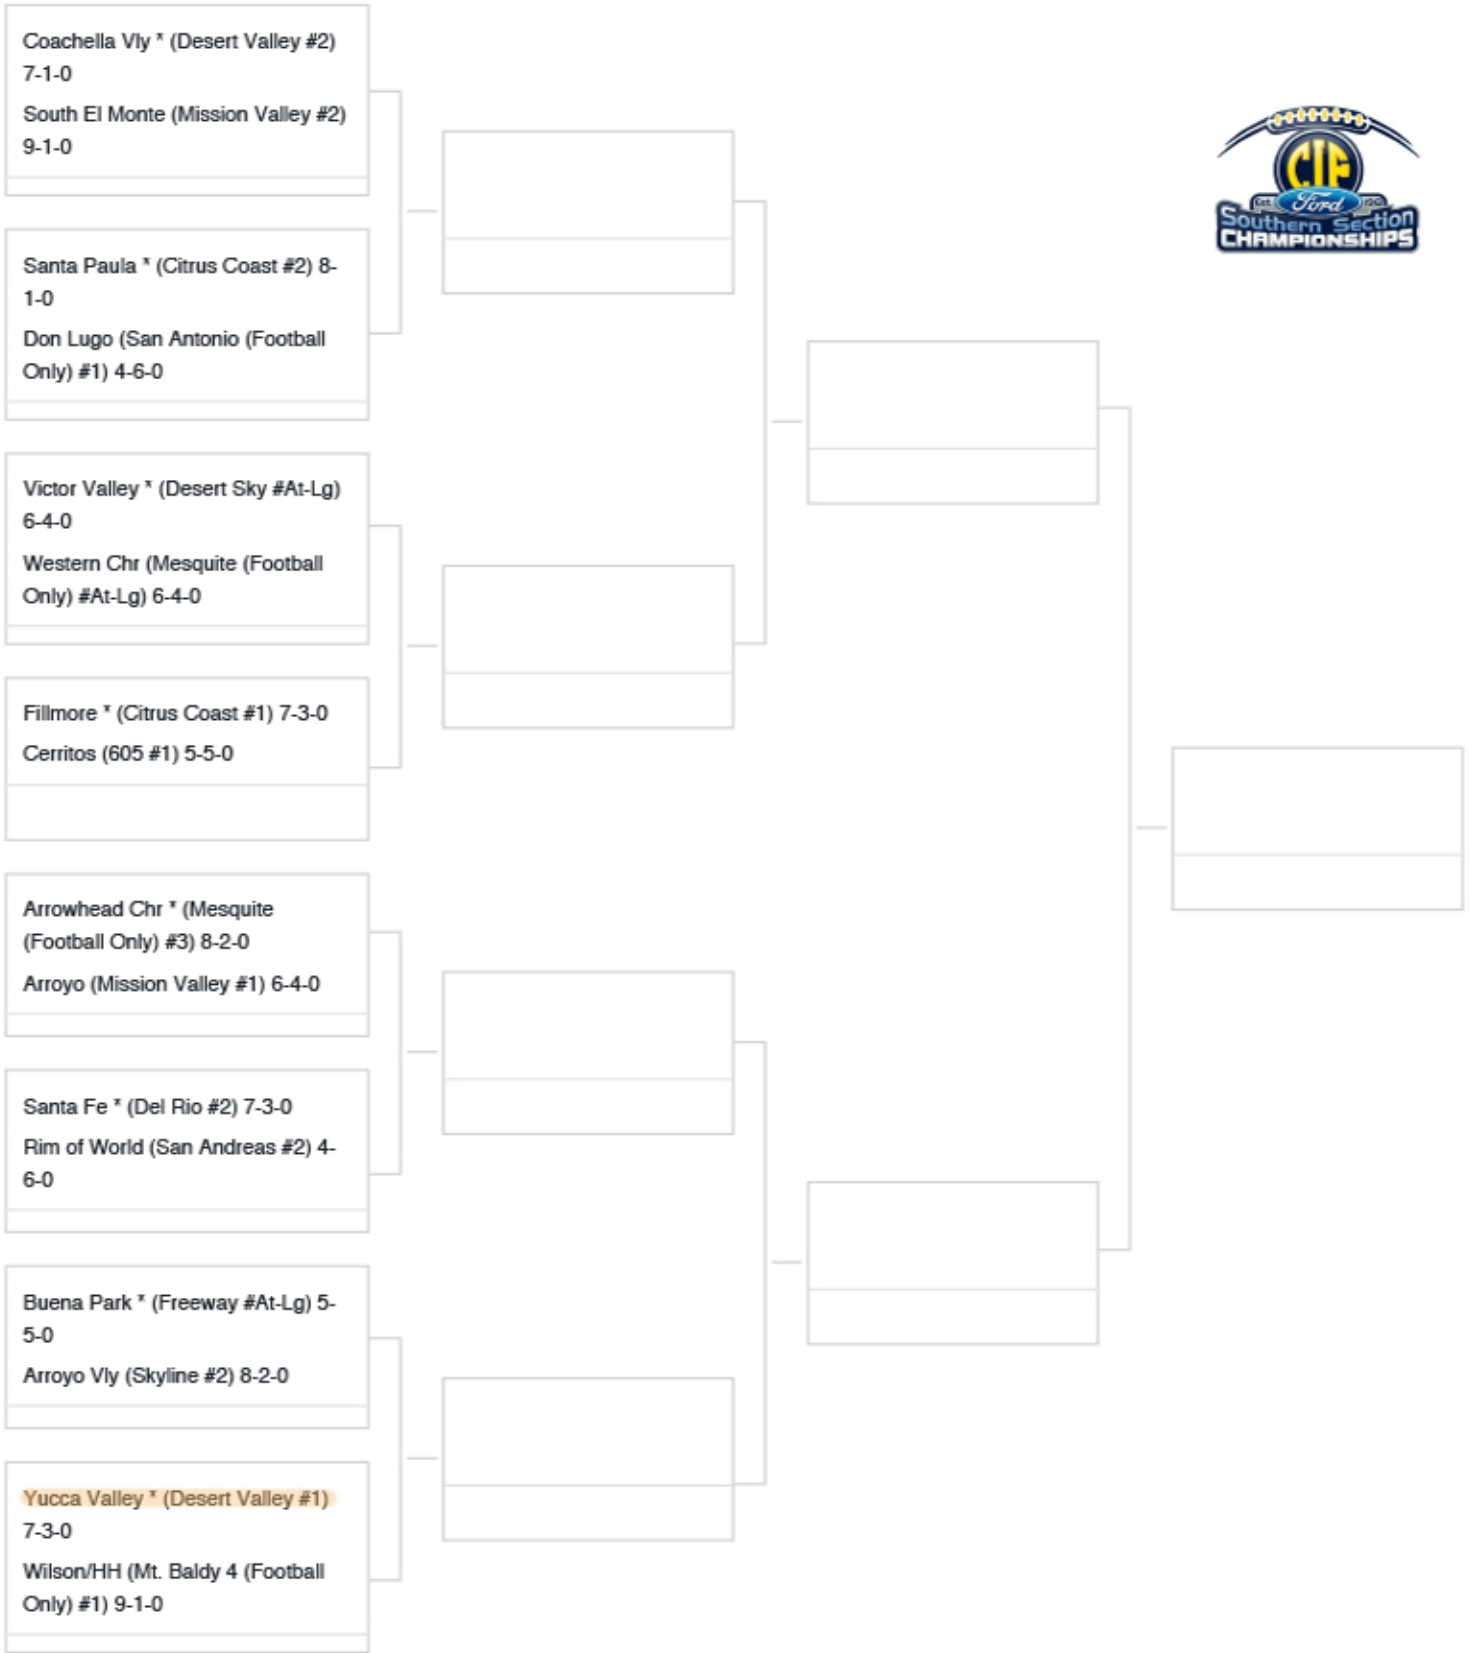 Coachella Vly * (Desert Valley #2)
7-1-0
South El Monte (Mission Valley #2)
9-1-0
Santa Paula * (Citrus Coast #2) 8-
1-0
Don Lugo (San Antonio (Football
Only) #1) 4-6-0
Victor Valley * (Desert Sky #At-Lg)
6-4-0
Western Chr (Mesquite (Football
Only) #At-Lg) 6-4-0
Fillmore * (Citrus Coast #1) 7-3-0
Cerritos (605 #1) 5-5-0
Arrowhead Chr * (Mesquite
(Football Only) #3) 8-2-0
Arroyo (Mission Valley #1) 6-4-0
Santa Fe * (Del Rio #2) 7-3-0
Rim of World (San Andreas #2) 4-
6-0
Buena Park * (Freeway #At-Lg) 5-
5-0
Arroyo Vly (Skyline #2) 8-2-0
Yucca Valley * (Desert Valley #1)
7-3-0
Wilson/HH (Mt. Baldy 4 (Football
Only) #1) 9-1-0
CIF
Est. Ford
Southern Section
CHAMPIONSHIPS